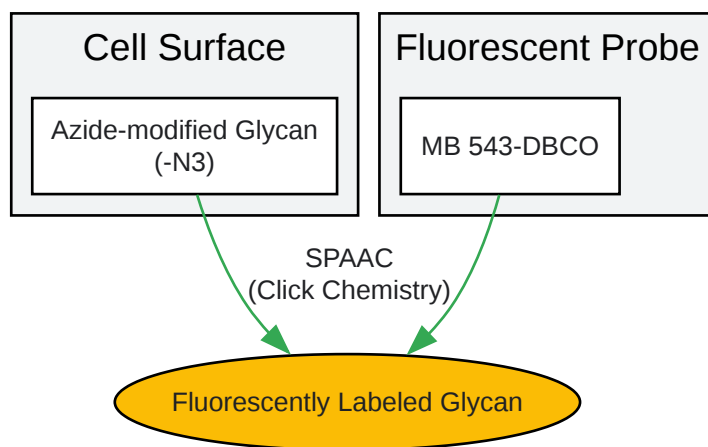 Cell Surface
Fluorescent Probe
Azide-modified Glycan
(-N3)
MB 543-DBCO
SPAAC
(Click Chemistry)
Fluorescently Labeled Glycan